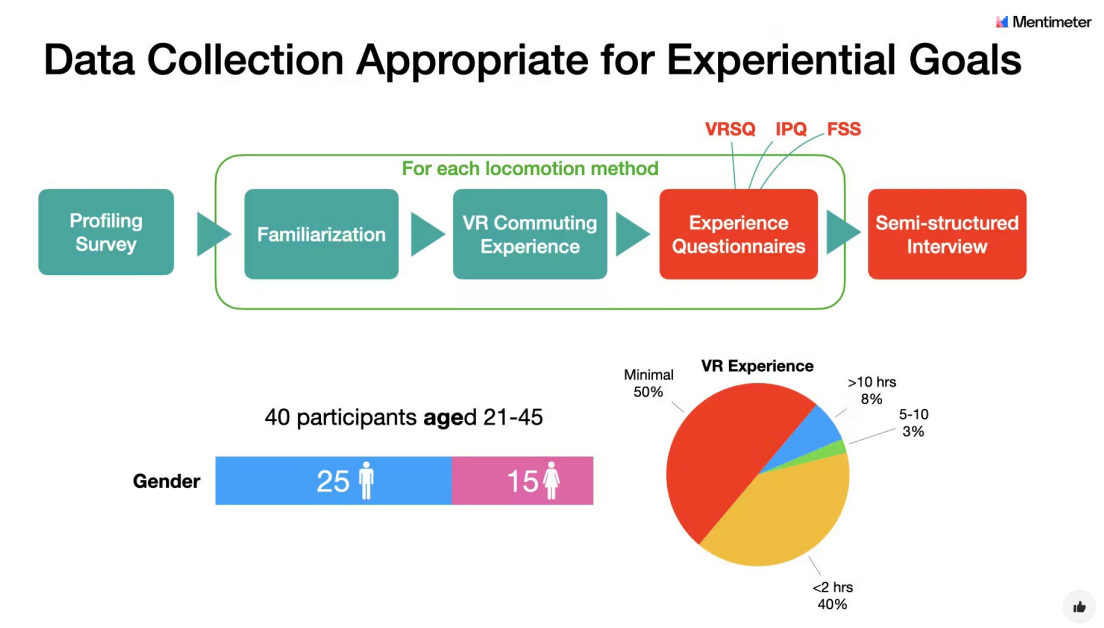 Mentimeter
Data Collection Appropriate for Experiential Goals
VRSQ IPQ FSS
For each locomotion method
Profiling
Survey
Familiarization
VR Commuting
Experience
Experience
Questionnaires
Semi-structured
Interview
40 participants aged 21-45
Gender
25
15
VR Experience
Minimal
50%
>10 hrs
8%
5-10
3%
<2 hrs
40%